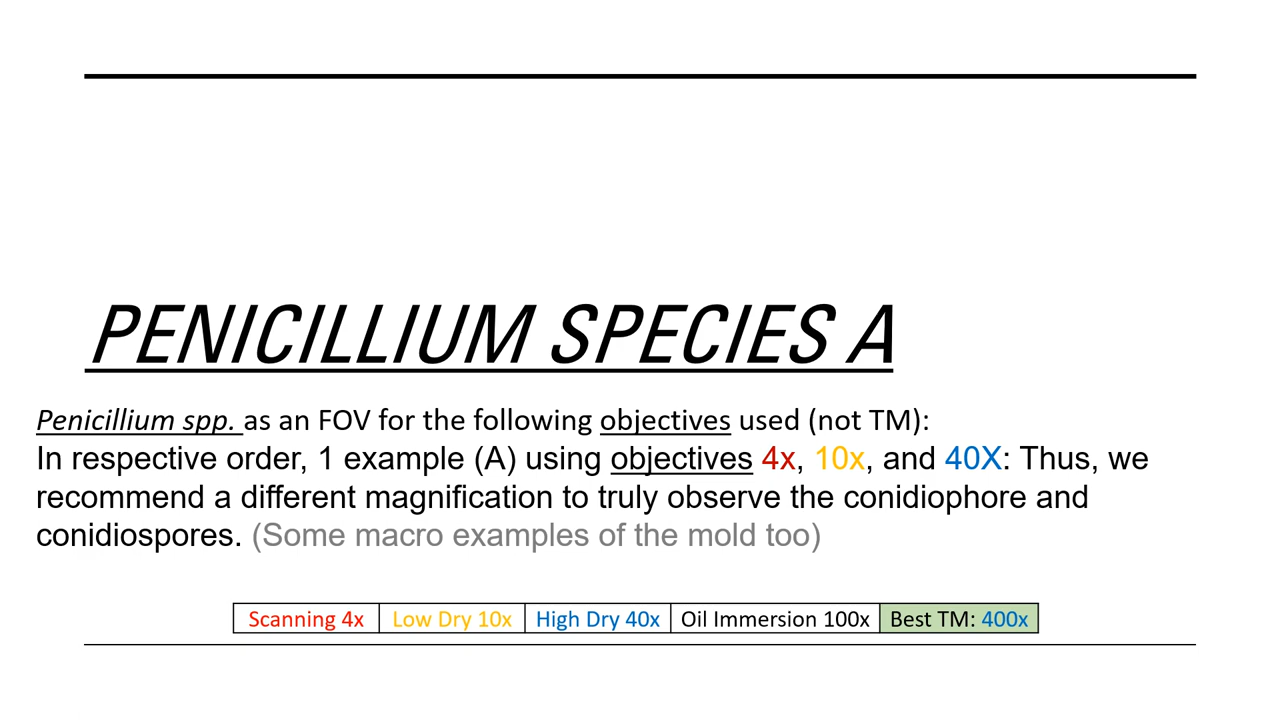 PENICILLIUM SPECIES A
Penicillium spp. as an FOV for the following objectives used (not TM):
In respective order, 1 example (A) using objectives 4x, 10x, and 40X: Thus, we
recommend a different magnification to truly observe the conidiophore and
conidiospores. (Some macro examples of the mold too)
Scanning 4x Low Dry 10x High Dry 40x Oil Immersion 100x Best TM: 400x